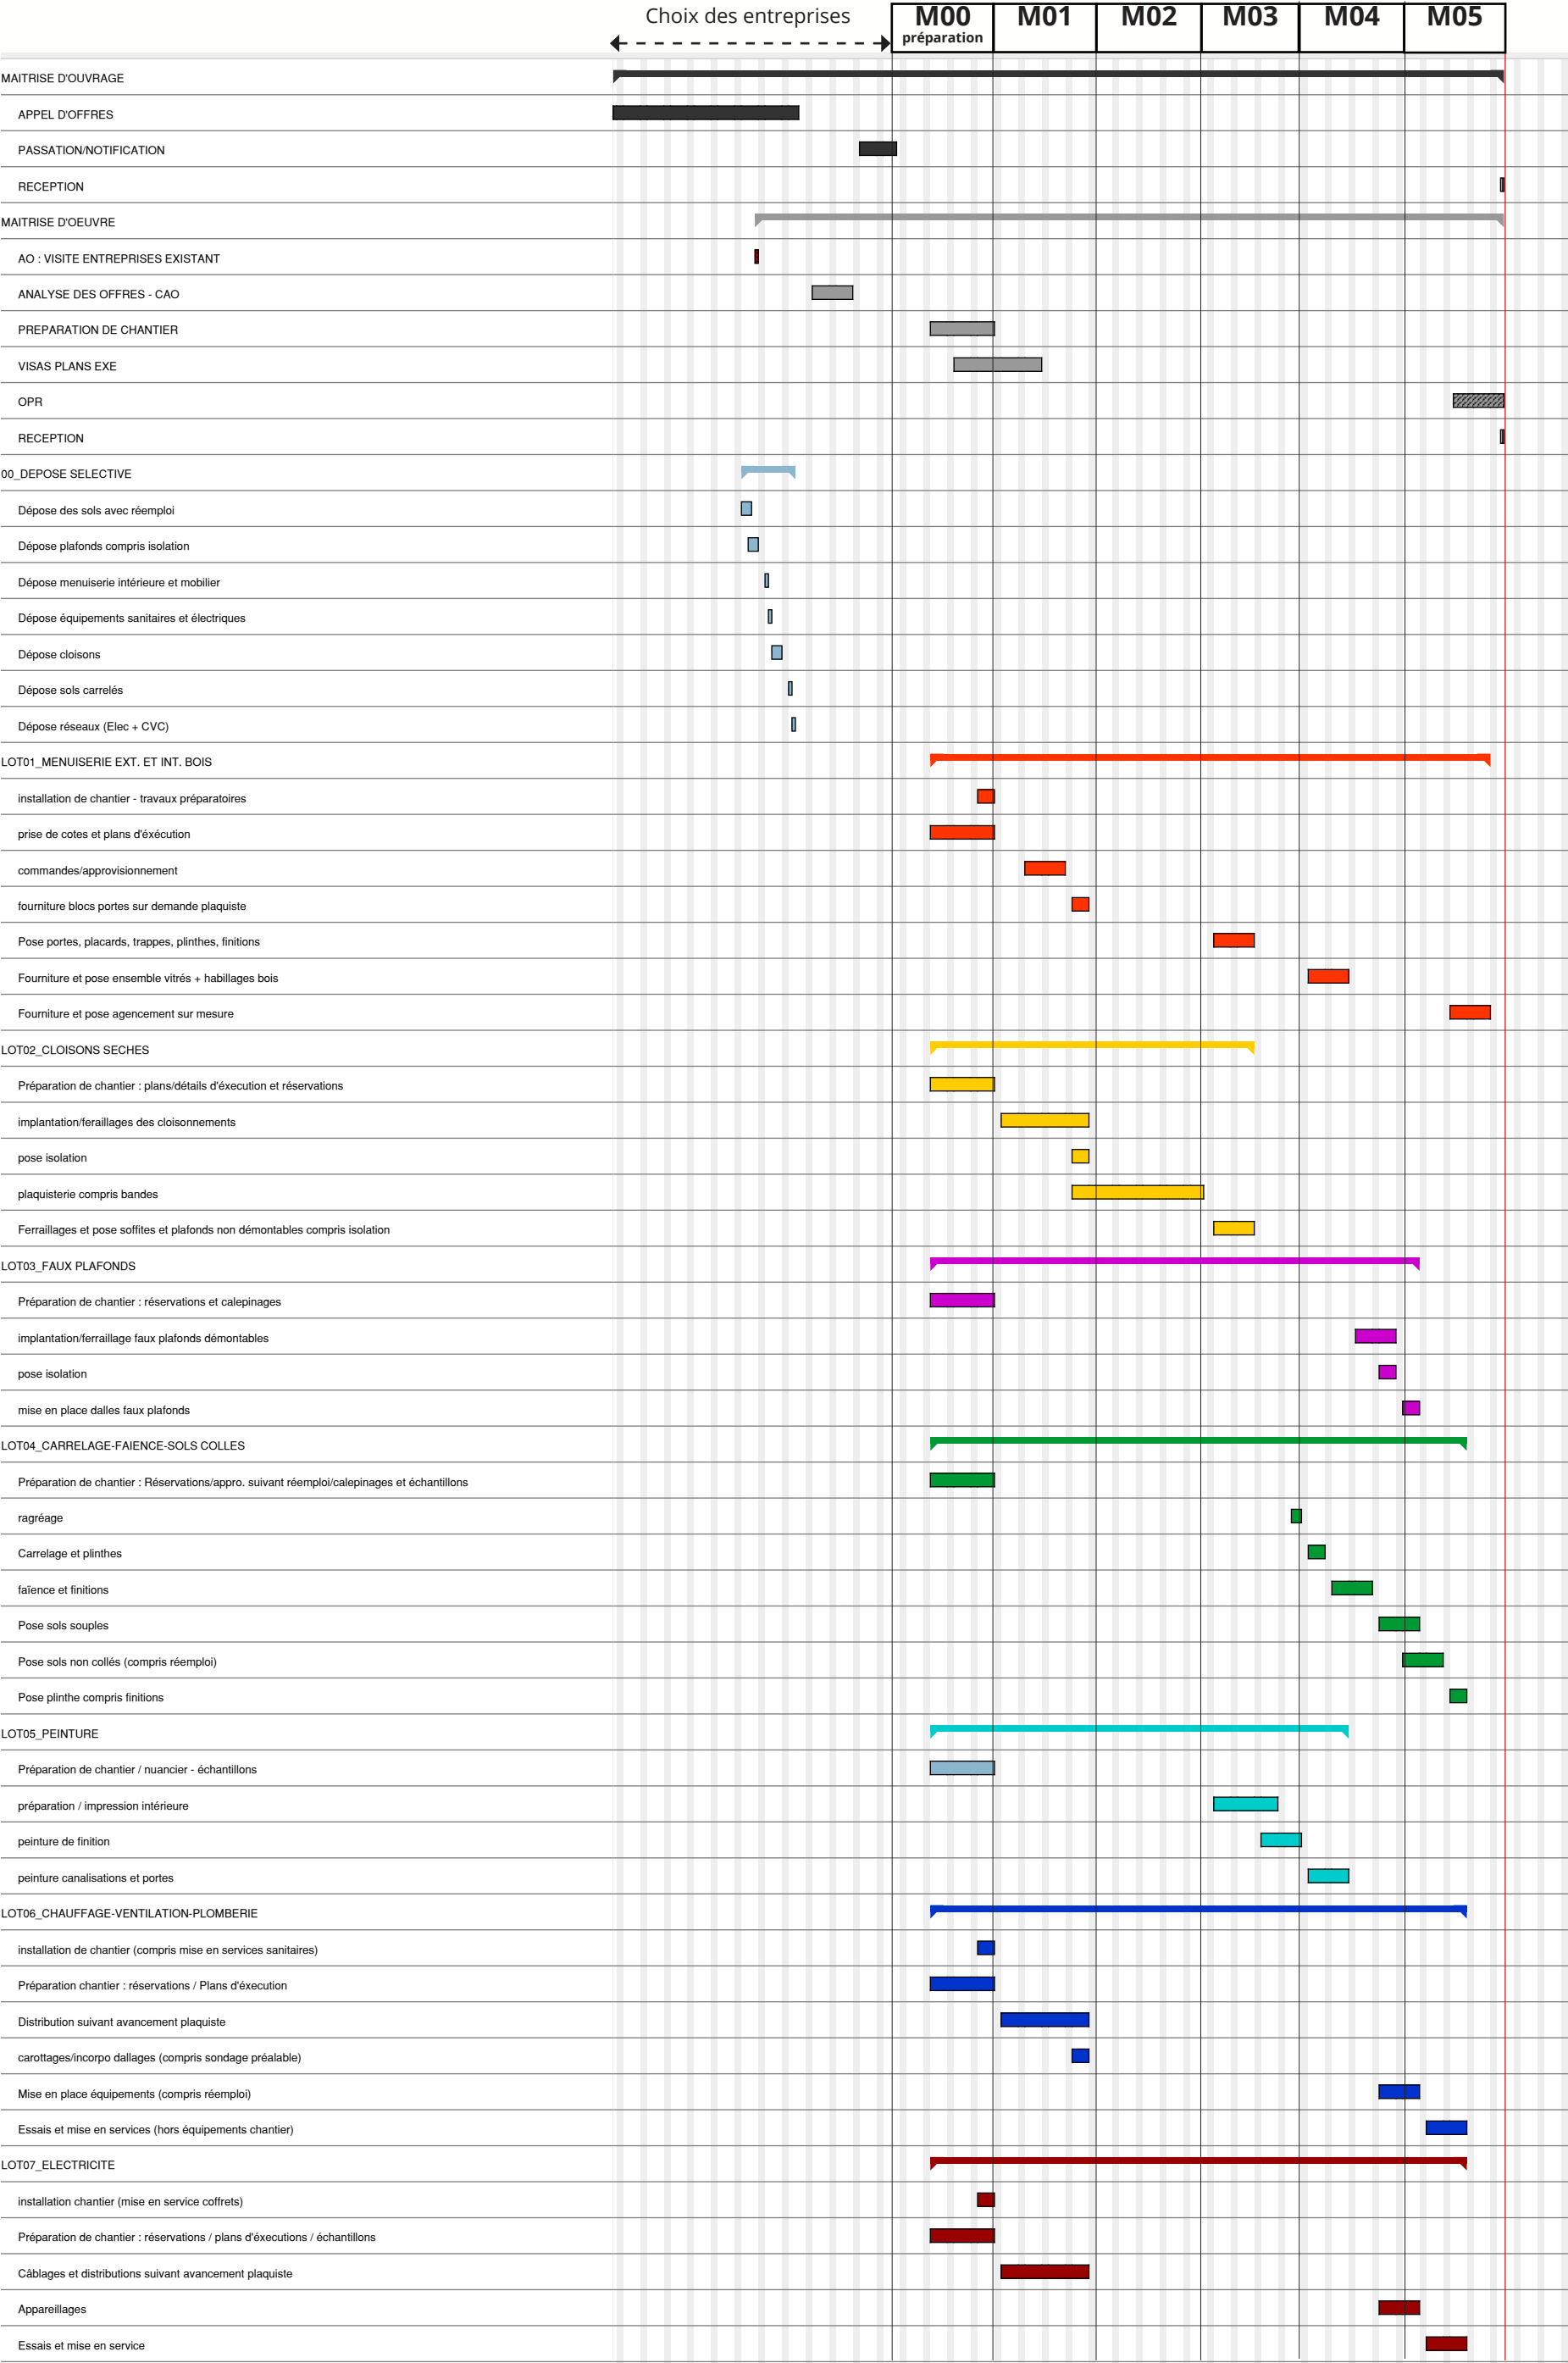 Choix des entreprises
M00
préparation
M01
M02
M03
M04
M05
MAITRISE D'OUVRAGE
APPEL D'OFFRES
PASSATION/NOTIFICATION
RECEPTION
MAITRISE D'OEUVRE
AO : VISITE ENTREPRISES EXISTANT
ANALYSE DES OFFRES - CAO
PREPARATION DE CHANTIER
VISAS PLANS EXE
OPR
RECEPTION
00_DEPOSE SELECTIVE
Dépose des sols avec réemploi
Dépose plafonds compris isolation
Dépose menuiserie intérieure et mobilier
Dépose équipements sanitaires et électriques
Dépose cloisons
Dépose sols carrelés
Dépose réseaux (Elec + CVC)
LOT01_MENUISERIE EXT. ET INT. BOIS
installation de chantier - travaux préparatoires
prise de cotes et plans d'éxécution
commandes/approvisionnement
fourniture blocs portes sur demande plaquiste
Pose portes, placards, trappes, plinthes, finitions
Fourniture et pose ensemble vitrés + habillages bois
Fourniture et pose agencement sur mesure
LOT02_CLOISONS SECHES
Préparation de chantier : plans/détails d'éxecution et réservations
implantation/feraillages des cloisonnements
pose isolation
plaquisterie compris bandes
Ferraillages et pose soffites et plafonds non démontables compris isolation
LOT03_FAUX PLAFONDS
Préparation de chantier : réservations et calepinages
implantation/ferraillage faux plafonds démontables
pose isolation
mise en place dalles faux plafonds
LOT04_CARRELAGE-FAIENCE-SOLS COLLES
Préparation de chantier : Réservations/appro. suivant réemploi/calepinages et échantillons
ragréage
Carrelage et plinthes
faïence et finitions
Pose sols souples
Pose sols non collés (compris réemploi)
Pose plinthe compris finitions
LOT05_PEINTURE
Préparation de chantier / nuancier - échantillons
préparation / impression intérieure
peinture de finition
peinture canalisations et portes
LOT06_CHAUFFAGE-VENTILATION-PLOMBERIE
installation de chantier (compris mise en services sanitaires)
Préparation chantier : réservations / Plans d'éxecution
Distribution suivant avancement plaquiste
carottages/incorpo dallages (compris sondage préalable)
Mise en place équipements (compris réemploi)
Essais et mise en services (hors équipements chantier)
LOT07_ELECTRICITE
installation chantier (mise en service coffrets)
Préparation de chantier : réservations / plans d'éxecutions / échantillons
Câblages et distributions suivant avancement plaquiste
Appareillages
Essais et mise en service